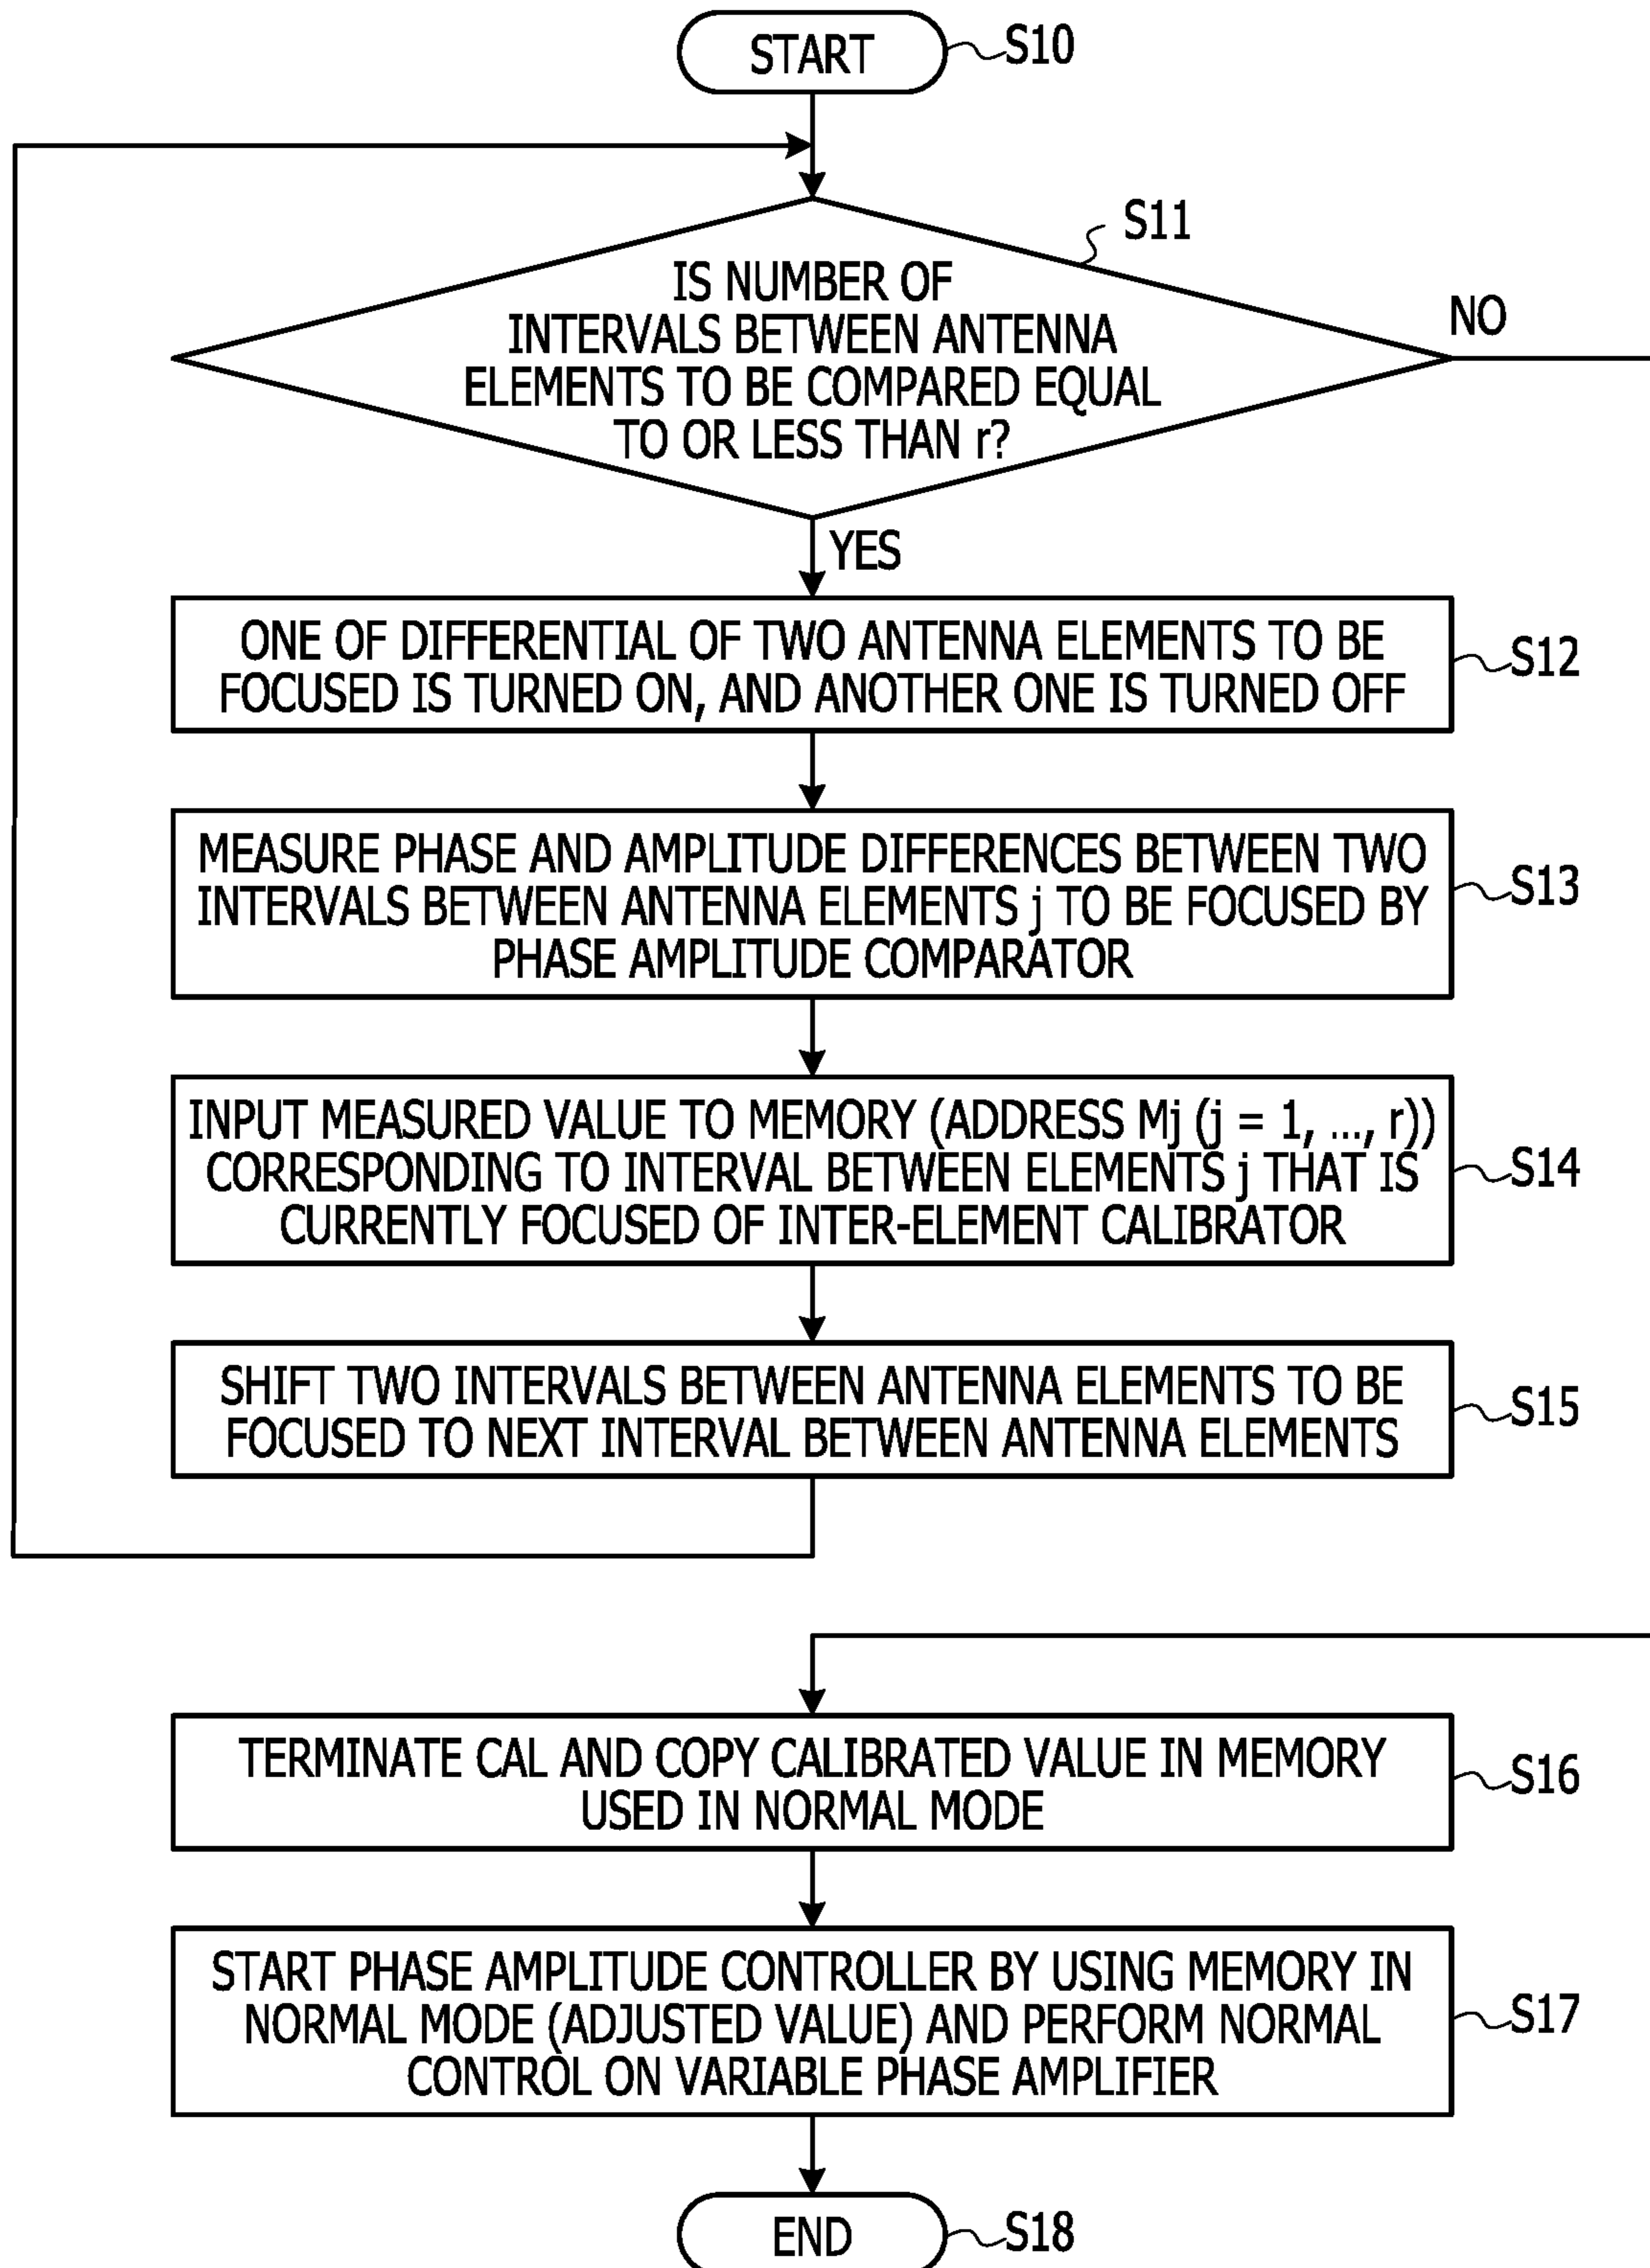 START
S10
S11
IS NUMBER OF
INTERVALS BETWEEN ANTENNA
ELEMENTS TO BE COMPARED EQUAL
TO OR LESS THAN r?
NO
YES
ONE OF DIFFERENTIAL OF TWO ANTENNA ELEMENTS TO BE
FOCUSED IS TURNED ON, AND ANOTHER ONE IS TURNED OFF
S12
MEASURE PHASE AND AMPLITUDE DIFFERENCES BETWEEN TWO
INTERVALS BETWEEN ANTENNA ELEMENTS j TO BE FOCUSED BY
PHASE AMPLITUDE COMPARATOR
S13
INPUT MEASURED VALUE TO MEMORY (ADDRESS Mj (j = 1, ..., r))
CORRESPONDING TO INTERVAL BETWEEN ELEMENTS j THAT IS
CURRENTLY FOCUSED OF INTER-ELEMENT CALIBRATOR
S14
SHIFT TWO INTERVALS BETWEEN ANTENNA ELEMENTS TO BE
FOCUSED TO NEXT INTERVAL BETWEEN ANTENNA ELEMENTS
S15
TERMINATE CAL AND COPY CALIBRATED VALUE IN MEMORY
USED IN NORMAL MODE
S16
START PHASE AMPLITUDE CONTROLLER BY USING MEMORY IN
NORMAL MODE (ADJUSTED VALUE) AND PERFORM NORMAL
CONTROL ON VARIABLE PHASE AMPLIFIER
S17
END
S18